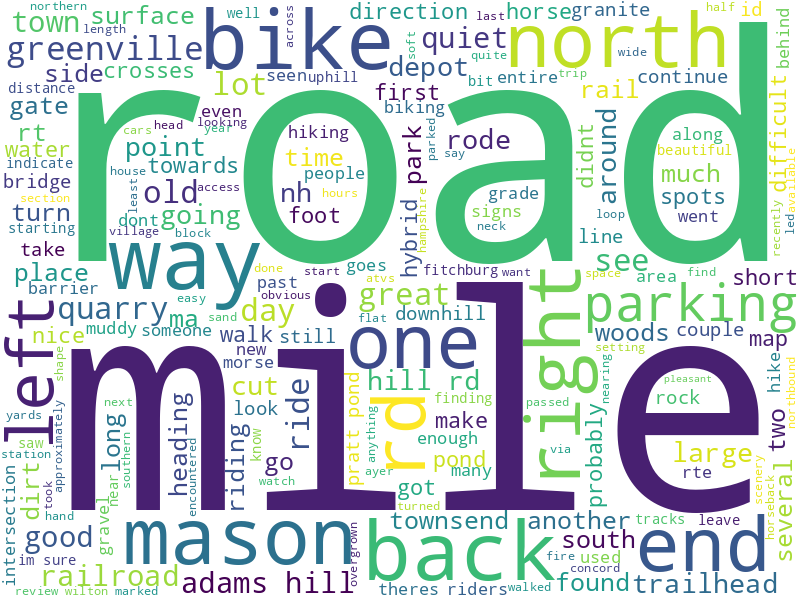 northern
well
across
direction
horse
last
granite
half
id
town
surface
bike
length
quiet
soft
wide
north
behind
greenville
crosses
seen
uphill
depot
quite
bit
entire
trip
continue
distance
side
lot
first
biking
rail
gate
even
cars
head
looking
year
road
hiking
parked
along
difficult
rt
point
time
park
rode
around
didnt
beautiful
water
indicate
towards
people
say
much
bridge
house
access
old
nh
hampshire
grade
spots
available
section
least
hours
foot
signs
went
turn
going
hybrid
neck
loop
recently
led
starting
village
dont
block
line
see
take
way
done
start
goes
fitchburg
want
space
area
find
short
place
barrier
easy
obvious
past
atvs
great
parking
quarry
sand
ma
day
flat
downhill
right
setting
nice
muddy
someone
walk
still
one
woods
couple
map
left
shape
new
morse
mile
passed
nearing
pleasant
hike
northbound
cut
look
ride
hill rd
finding
rock
next
make
two
yards
long
heading
riding
know
pratt pond
anything
rd
enough
probably
large
several
saw
approximately
southern
encountered
go
watch
ayer
pond
many
via
rte
scenery
station
dirt
near
got
turned
tracks
leave
horseback
intersection
took
hand
gravel
mason
overgrown
back
townsend
another
south
end
good
im sure
fire
used
railroad
adams hill
theres
riders
concord
found
trailhead
review
wilton
marked
walked